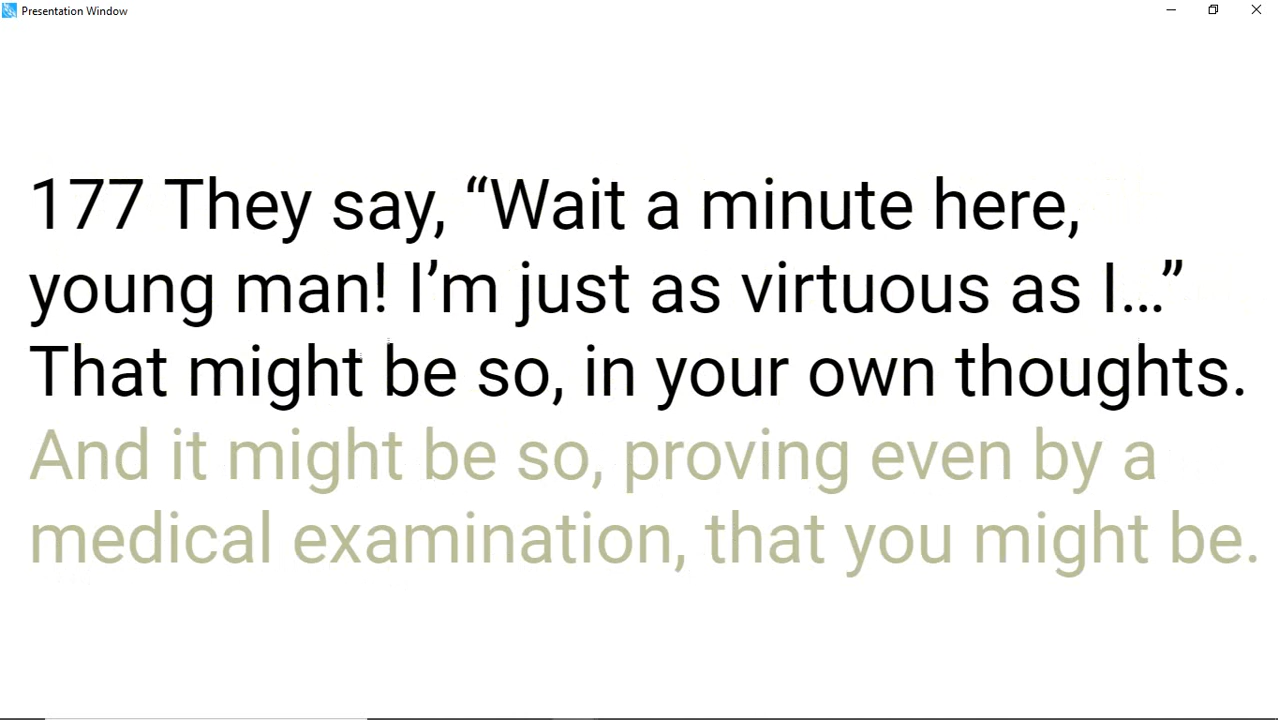 Presentation Window
177 They say, “Wait a minute here,
young man! I’m just as virtuous as I…”
That might be so, in your own thoughts.
And it might be so, proving even by a
medical examination, that you might be.